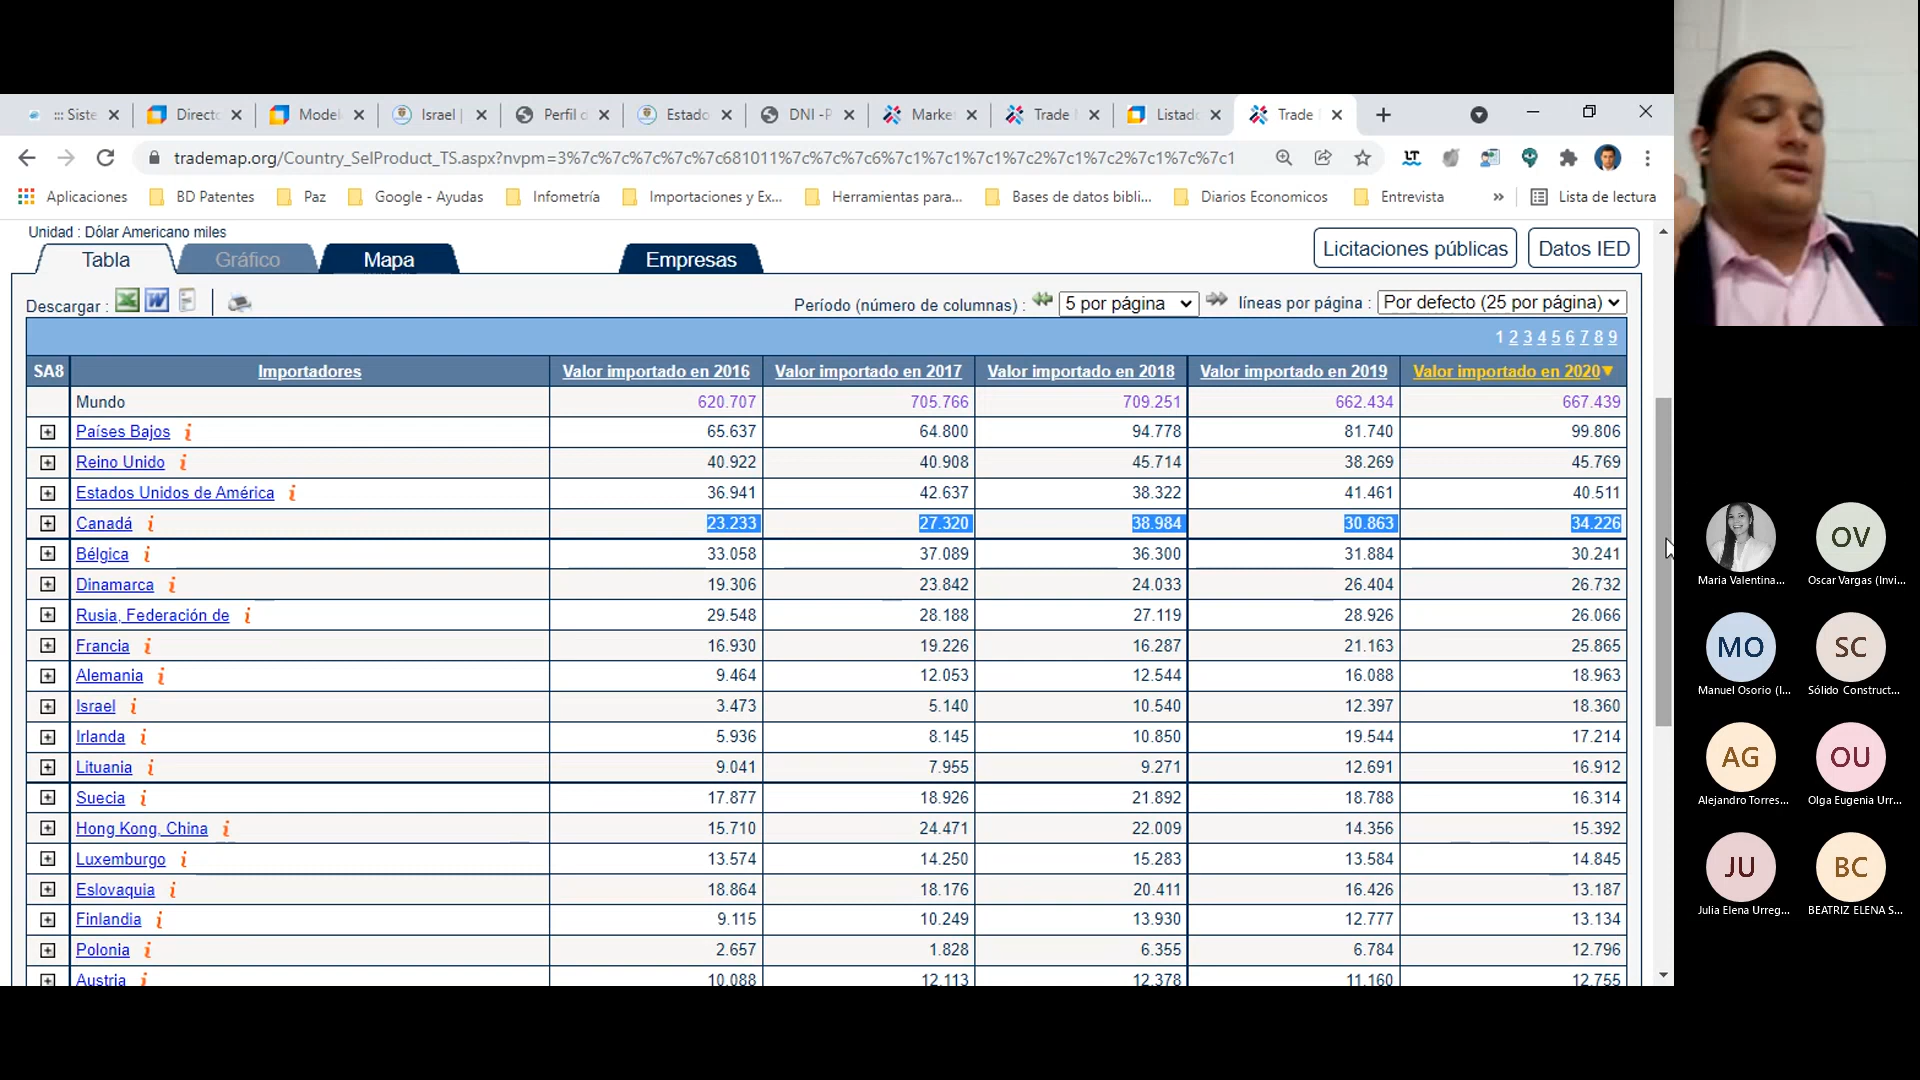 ::: Siste
Directo
Model
Israel |
Perfil d
Estado
DNI - P
Marke
Trade
Listado
Trade
trademap.org/Country_SelProduct_TS.aspx?nvpm=3%7c%7c%7c%7c%7c681011%7c%7c%7c6%7c1%7c1%7c1%7c2%7c1%7c2%7c1%7c%7c1
Aplicaciones
BD Patentes
Paz
Google - Ayudas
Infometría
Importaciones y Ex...
Herramientas para...
Bases de datos bibli...
Diarios Economicos
Entrevista
»
Lista de lectura
Unidad : Dólar Americano miles
Tabla
Gráfico
Mapa
Empresas
Licitaciones públicas
Datos IED
Descargar :
Período (número de columnas) :
5 por página
líneas por página :
Por defecto (25 por página)
1 2 3 4 5 6 7 8 9
SA8 Importadores Valor importado en 2016 Valor importado en 2017 Valor importado en 2018 Valor importado en 2019 Valor importado en 2020▼
Mundo 620.707 705.766 709.251 662.434 667.439
Países Bajos i 65.637 64.800 94.778 81.740 99.806
Reino Unido i 40.922 40.908 45.714 38.269 45.769
Estados Unidos de América i 36.941 42.637 38.322 41.461 40.511
Canadá i 23.233 27.320 38.984 30.863 34.226
Bélgica i 33.058 37.089 36.300 31.884 30.241
Dinamarca i 19.306 23.842 24.033 26.404 26.732
Rusia, Federación de i 29.548 28.188 27.119 28.926 26.066
Francia i 16.930 19.226 16.287 21.163 25.865
Alemania i 9.464 12.053 12.544 16.088 18.963
Israel i 3.473 5.140 10.540 12.397 18.360
Irlanda i 5.936 8.145 10.850 19.544 17.214
Lituania i 9.041 7.955 9.271 12.691 16.912
Suecia i 17.877 18.926 21.892 18.788 16.314
Hong Kong, China i 15.710 24.471 22.009 14.356 15.392
Luxemburgo i 13.574 14.250 15.283 13.584 14.845
Eslovaquia i 18.864 18.176 20.411 16.426 13.187
Finlandia i 9.115 10.249 13.930 12.777 13.134
Polonia i 2.657 1.828 6.355 6.784 12.796
Austria i 10.088 12.113 12.378 11.160 12.755
Maria Valentina...
OV
Oscar Vargas (Invi...
MO
Manuel Osorio (I...
SC
Sólido Construct...
AG
Alejandro Torres...
OU
Olga Eugenia Urr...
JU
Julia Elena Urreg...
BC
BEATRIZ ELENA S...